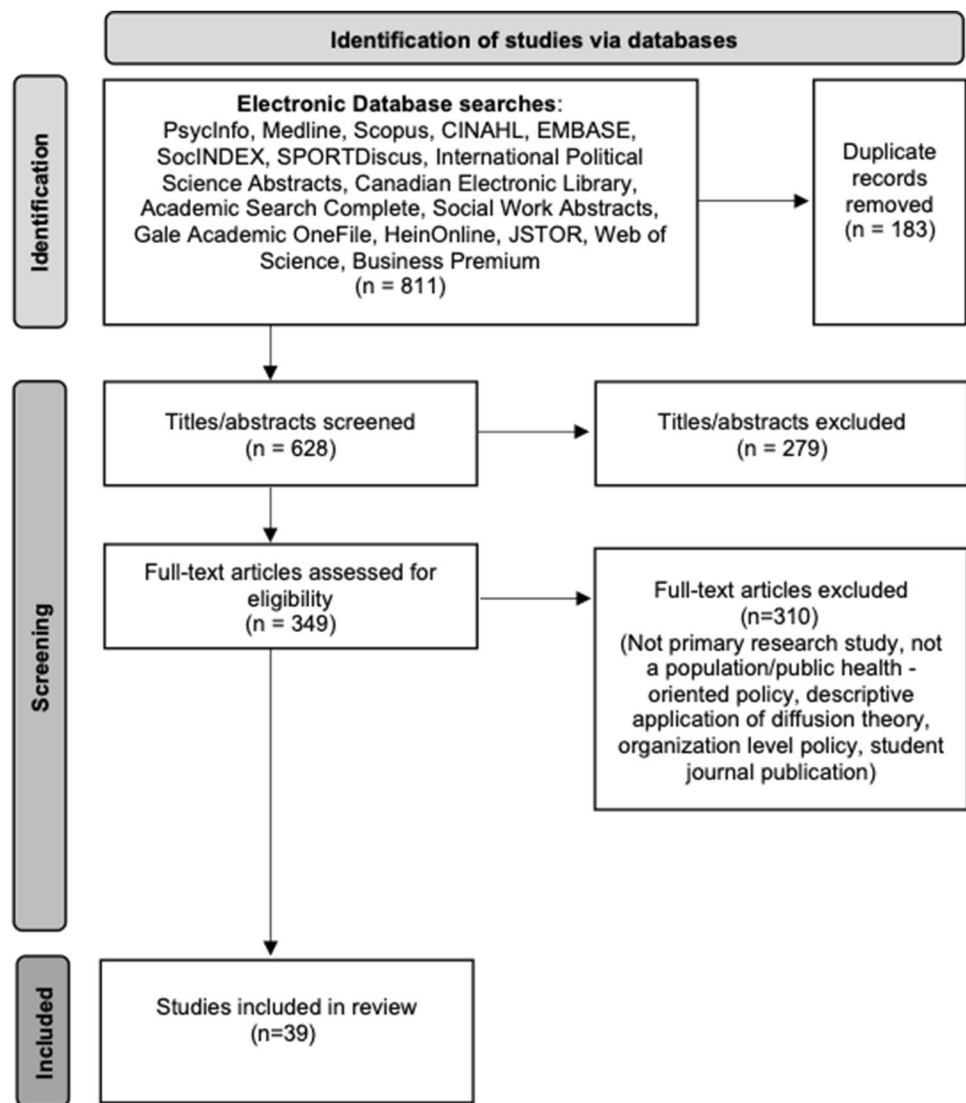 Identification of studies via databases
Identification
Electronic Database searches:
PsycInfo, Medline, Scopus, CINAHL, EMBASE,
SocINDEX, SPORTDiscus, International Political
Science Abstracts, Canadian Electronic Library,
Academic Search Complete, Social Work Abstracts,
Gale Academic OneFile, HeinOnline, JSTOR, Web of
Science, Business Premium
(n = 811)
Duplicate
records
removed
(n = 183)
Screening
Titles/abstracts screened
(n = 628)
Titles/abstracts excluded
(n = 279)
Full-text articles assessed for
eligibility
(n = 349)
Full-text articles excluded
(n=310)
(Not primary research study, not
a population/public health -
oriented policy, descriptive
application of diffusion theory,
organization level policy, student
journal publication)
Included
Studies included in review
(n=39)